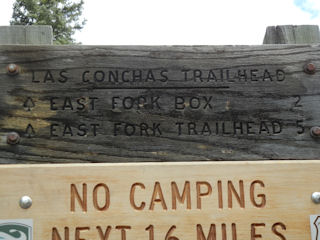 LAS CONCHAS TRAILHEAD
EAST FORK BOX 2
EAST FORK TRAILHEAD 5
NO CAMPING
NEXT 16 MILES